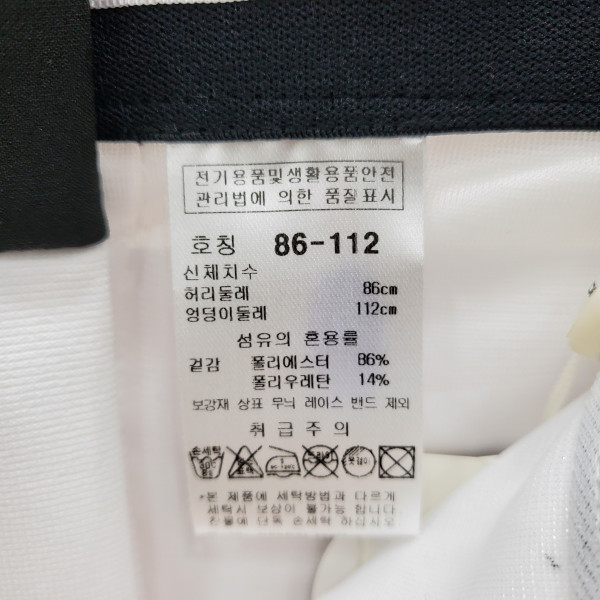 전기용품및생활용품안전
관리법에 의한 품질표시
호칭 86-112
신체치수
허리둘레 86cm
엉덩이둘레 112cm
섬유의 혼용률
겉감 폴리에스터 86%
폴리우레탄 14%
보강재 상표 무늬 레이스 밴드 제외
취급주의
손세탁
*본 제품에 세탁방법과 다르게
세탁시 보상이 불가능 합니다
찬물에 단독 손세탁 하십시오